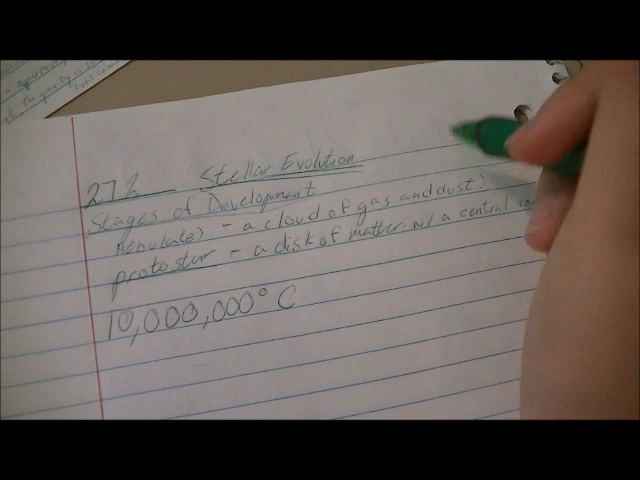 27.2 Stellar Evolution
Stages of Development
Nebula(e) - a cloud of gas and dust!
protostar - a disk of matter w/ a central
10,000,000° C